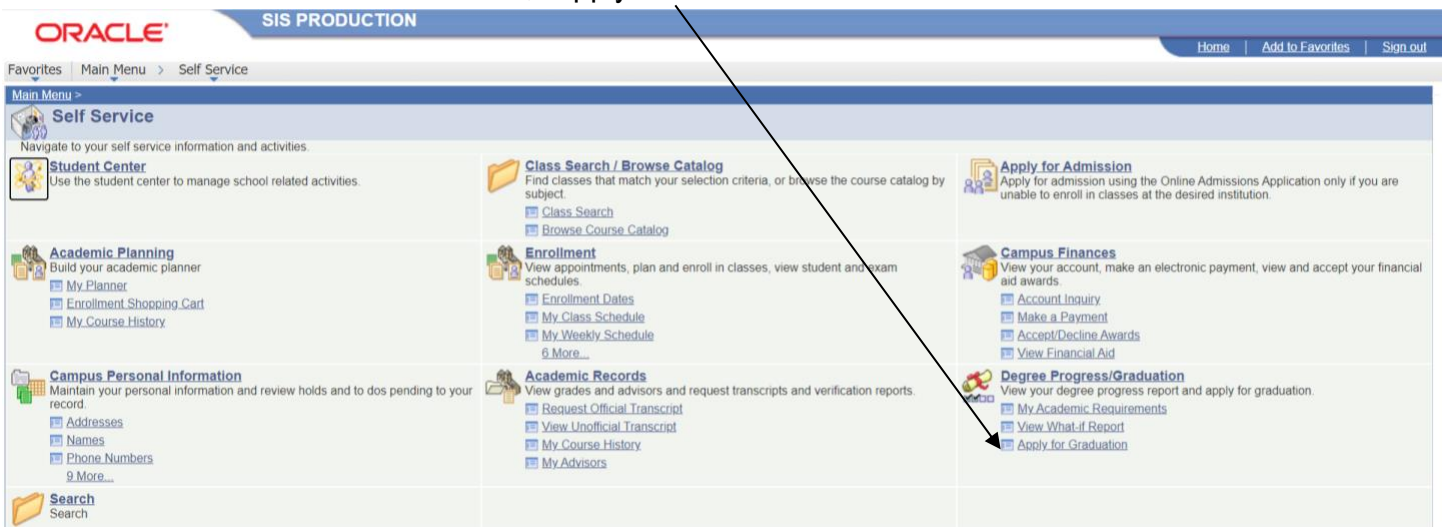 apply
ORACLE'
SIS PRODUCTION
Home | Add to Favorites | Sign out
Favorites | Main Menu > Self Service
Main Menu >
Self Service
Navigate to your self service information and activities.
Student Center
Use the student center to manage school related activities.
Class Search / Browse Catalog
Find classes that match your selection criteria, or browse the course catalog by
subject.
Class Search
Browse Course Catalog
Apply for Admission
Apply for admission using the Online Admissions Application only if you are
unable to enroll in classes at the desired institution.
Academic Planning
Build your academic planner
My Planner
Enrollment Shopping Cart
My Course History
Enrollment
View appointments, plan and enroll in classes, view student and exam
schedules.
Enrollment Dates
My Class Schedule
My Weekly Schedule
6 More...
Campus Finances
View your account, make an electronic payment, view and accept your financial
aid awards.
Account Inquiry
Make a Payment
Accept/Decline Awards
View Financial Aid
Campus Personal Information
Maintain your personal information and review holds and to dos pending to your
record.
Addresses
Names
Phone Numbers
9 More...
Academic Records
View grades and advisors and request transcripts and verification reports.
Request Official Transcript
View Unofficial Transcript
My Course History
My Advisors
Degree Progress/Graduation
View your degree progress report and apply for graduation.
My Academic Requirements
View What-if Report
Apply for Graduation
Search
Search